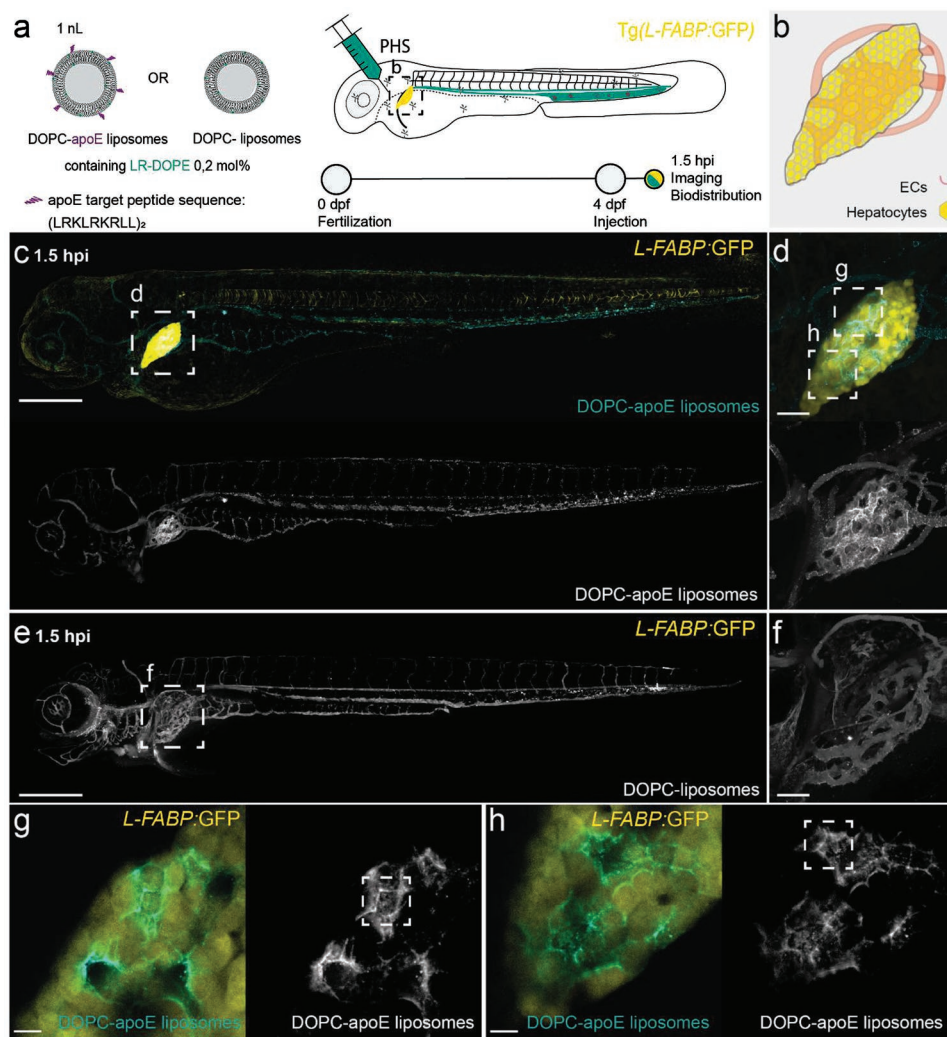 a
1 nL
OR
DOPC-apoE liposomes
DOPC- liposomes
containing LR-DOPE 0,2 mol%
apoE target peptide sequence:
(LRKLRKRLL)₂
PHS
b
Tg(L-FABP:GFP)
0 dpf
Fertilization
4 dpf
Injection
1.5 hpi
Imaging
Biodistribution
b
ECs
Hepatocytes
c 1.5 hpi
L-FABP:GFP
d
DOPC-apoE liposomes
DOPC-apoE liposomes
d
g
h
e 1.5 hpi
L-FABP:GFP
f
DOPC-liposomes
f
g
L-FABP:GFP
DOPC-apoE liposomes
DOPC-apoE liposomes
h
L-FABP:GFP
DOPC-apoE liposomes
DOPC-apoE liposomes